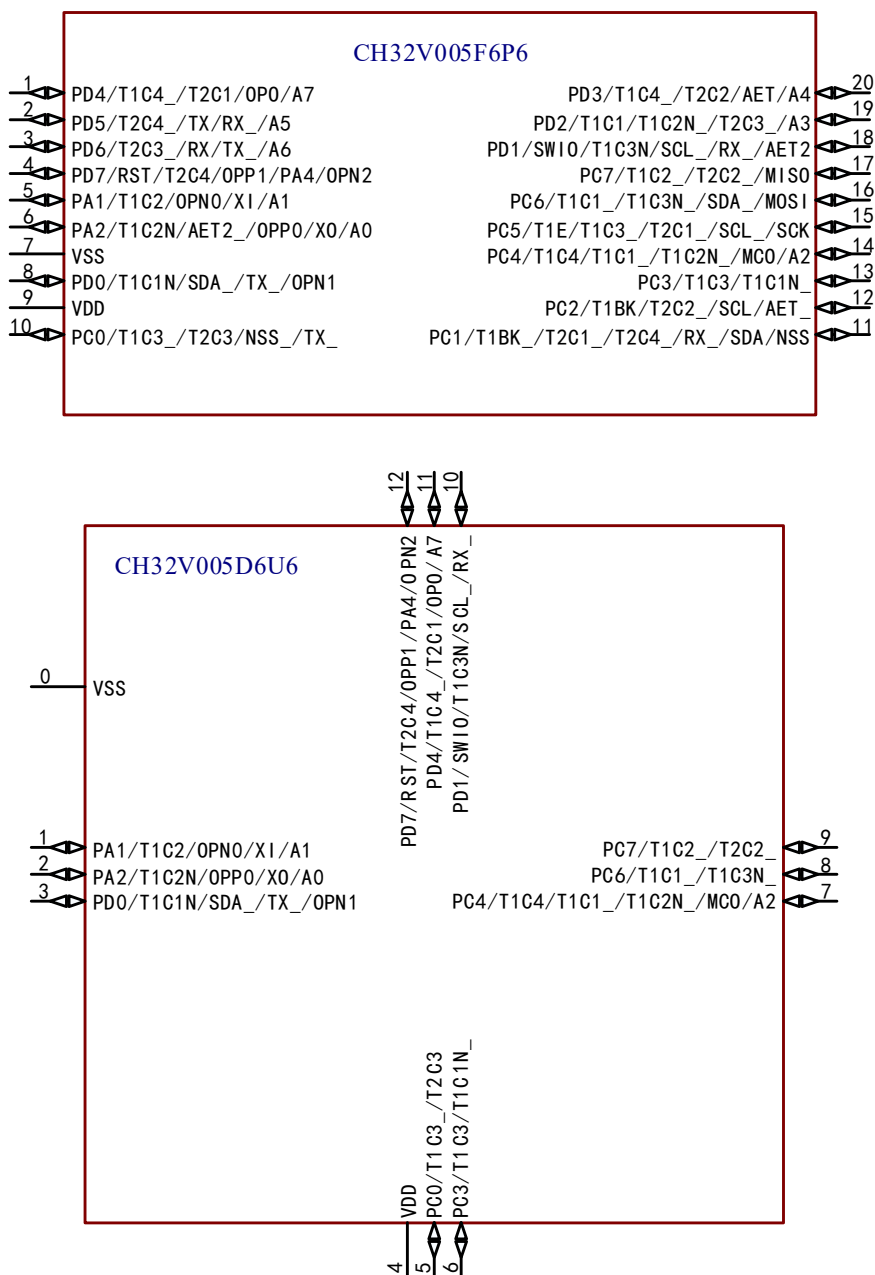 CH32V005F6P6
1 PD4/T1C4_/T2C1/OPO/A7
2 PD5/T2C4_/TX/RX_/A5
3 PD6/T2C3_/RX/TX_/A6
4 PD7/RST/T2C4/OPP1/PA4/OPN2
5 PA1/T1C2/OPN0/XI/A1
6 PA2/T1C2N/AET2_/OPP0/XO/A0
7 VSS
8 PD0/T1C1N/SDA_/TX_/OPN1
9 VDD
10 PC0/T1C3_/T2C3/NSS_/TX_
PD3/T1C4_/T2C2/AET/A4 20
PD2/T1C1/T1C2N_/T2C3_/A3 19
PD1/SWIO/T1C3N/SCL_/RX_/AET2 18
PC7/T1C2_/T2C2_/MISO 17
PC6/T1C1_/T1C3N_/SDA_/MOSI 16
PC5/T1E/T1C3_/T2C1_/SCL_/SCK 15
PC4/T1C4/T1C1_/T1C2N_/MCO/A2 14
PC3/T1C3/T1C1N_ 13
PC2/T1BK/T2C2_/SCL/AET_ 12
PC1/T1BK_/T2C1_/T2C4_/RX_/SDA/NSS 11
CH32V005D6U6
12 PD7/RST/T2C4/OPP1/PA4/OPN2
11 PD4/T1C4_/T2C1/OPO/A7
10 PD1/SWIO/T1C3N/SCL_/RX_
0 VSS
1 PA1/T1C2/OPN0/XI/A1
2 PA2/T1C2N/OPP0/XO/A0
3 PD0/T1C1N/SDA_/TX_/OPN1
PC7/T1C2_/T2C2_ 9
PC6/T1C1_/T1C3N_ 8
PC4/T1C4/T1C1_/T1C2N_/MCO/A2 7
4 VDD
5 PC0/T1C3_/T2C3
6 PC3/T1C3/T1C1N_